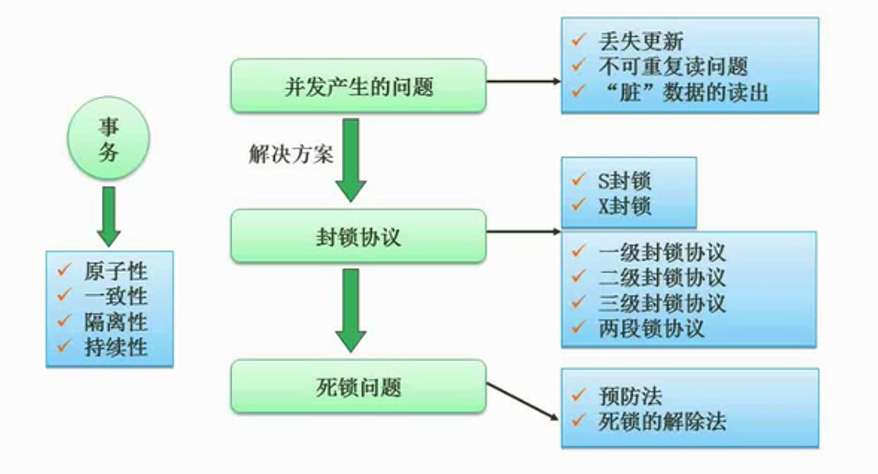 事
务
原子性
一致性
隔离性
持续性
并发产生的问题
丢失更新
不可重复读问题
“脏”数据的读出
解决方案
封锁协议
S封锁
X封锁
一级封锁协议
二级封锁协议
三级封锁协议
两段锁协议
死锁问题
预防法
死锁的解除法